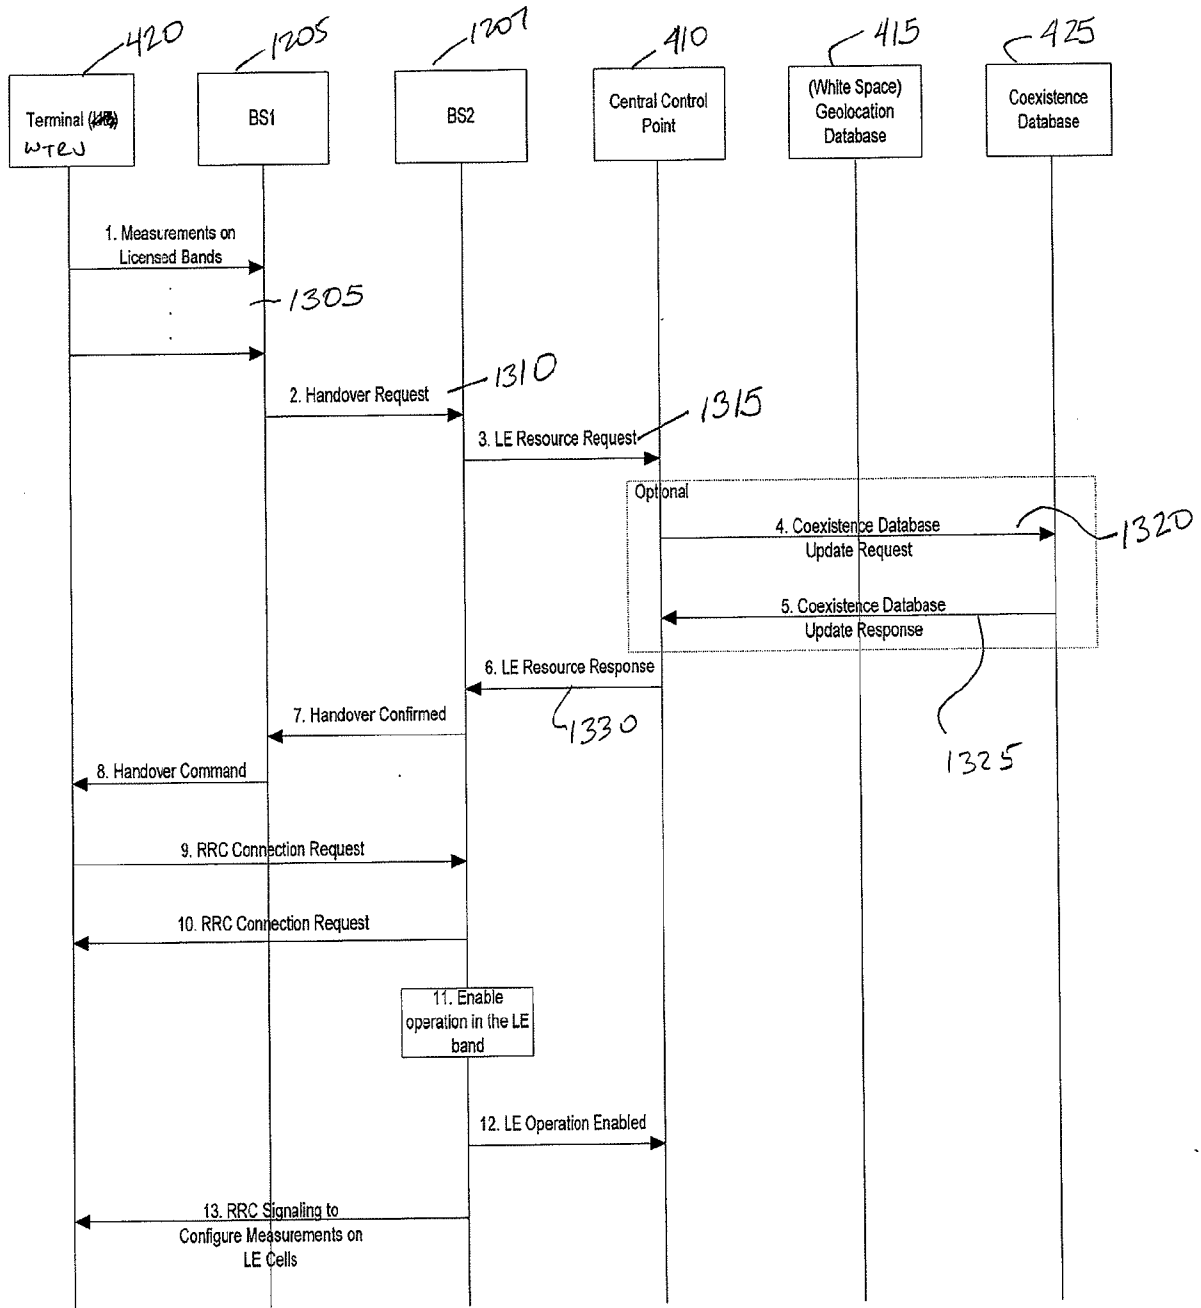 420
1205
1207
410
415
425
Terminal
WTRU
BS1
BS2
Central Control
Point
(White Space)
Geolocation
Database
Coexistence
Database
1. Measurements on
Licensed Bands
1305
2. Handover Request
1310
3. LE Resource Request
1315
Optional
4. Coexistence Database
Update Request
1320
5. Coexistence Database
Update Response
1325
6. LE Resource Response
1330
7. Handover Confirmed
8. Handover Command
9. RRC Connection Request
10. RRC Connection Request
11. Enable
operation in the LE
band
12. LE Operation Enabled
13. RRC Signaling to
Configure Measurements on
LE Cells